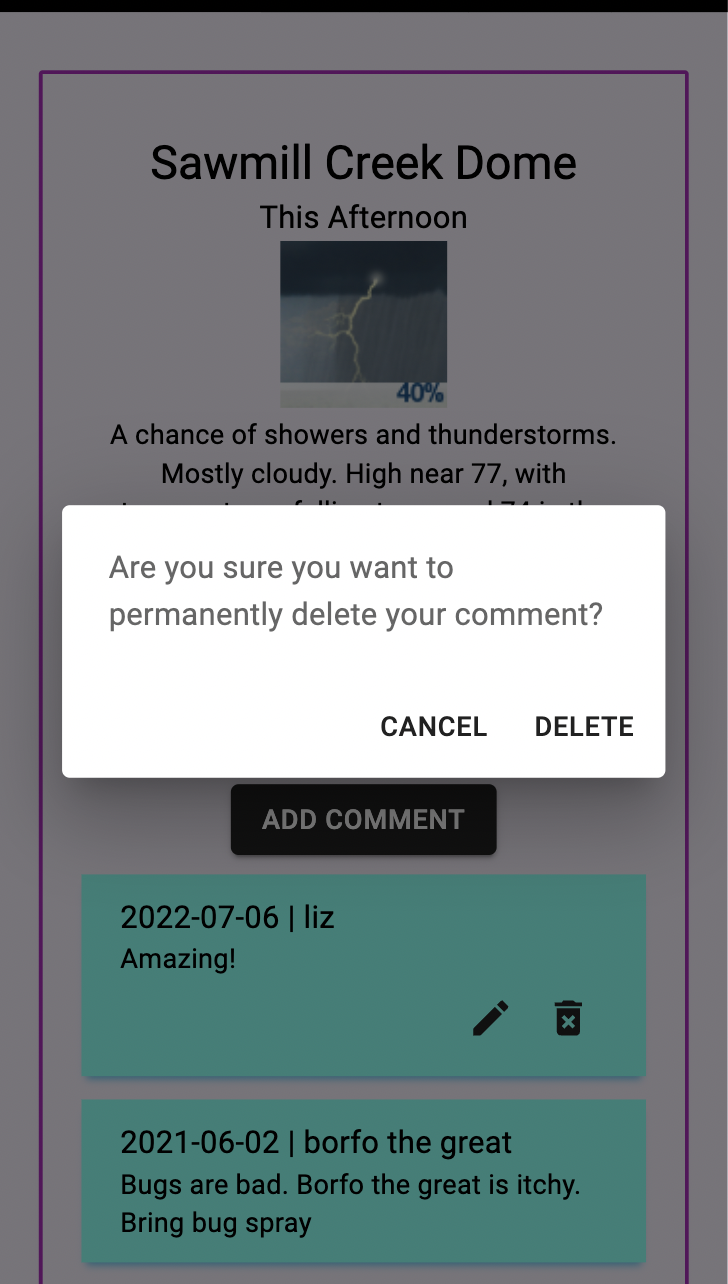 Sawmill Creek Dome
This Afternoon
40%
A chance of showers and thunderstorms.
Mostly cloudy. High near 77, with
Are you sure you want to
permanently delete your comment?
CANCEL DELETE
ADD COMMENT
2022-07-06 | liz
Amazing!
2021-06-02 | borfo the great
Bugs are bad. Borfo the great is itchy.
Bring bug spray